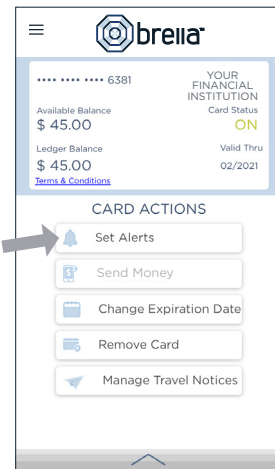 brella
•••• •••• •••• 6381
YOUR
FINANCIAL
INSTITUTION
Available Balance
Card Status
$ 45.00
ON
Ledger Balance
Valid Thru
$ 45.00
02/2021
Terms & Conditions
CARD ACTIONS
Set Alerts
Send Money
Change Expiration Date
Remove Card
Manage Travel Notices